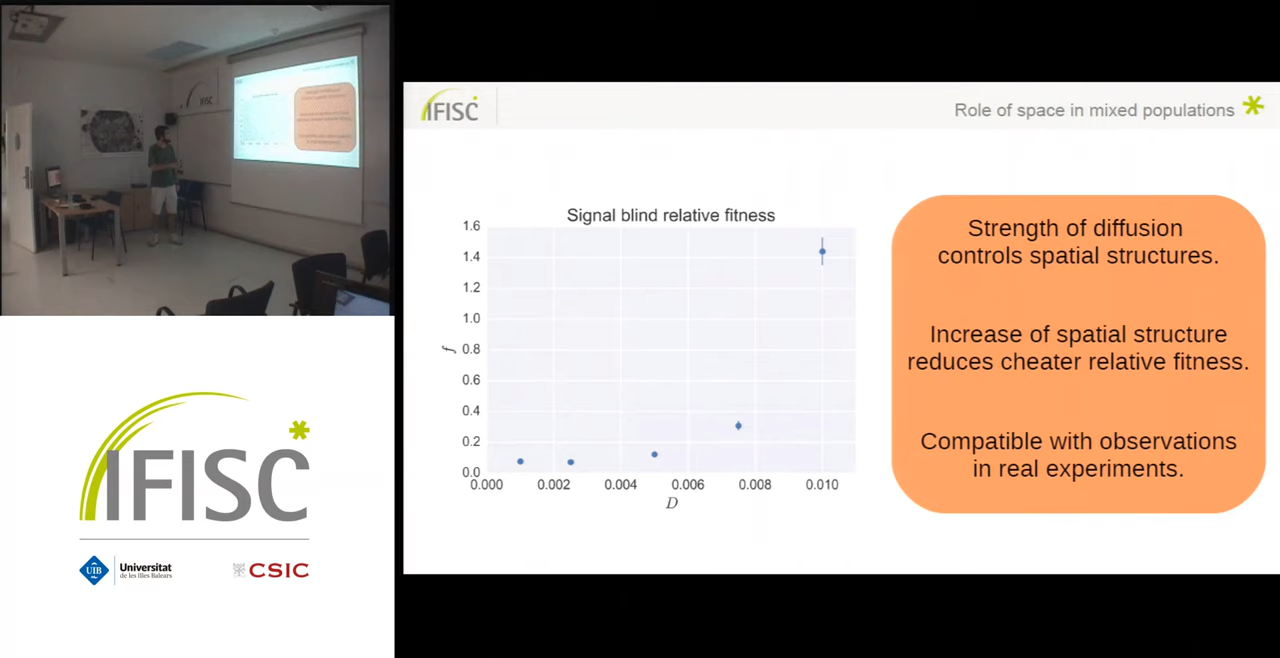 IFISC
Role of space in mixed populations
Signal blind relative fitness
1.6
1.4
1.2
1.0
0.8
0.6
0.4
0.2
0.0
f
0.000 0.002 0.004 0.006 0.008 0.010
D
Strength of diffusion
controls spatial structures.
Increase of spatial structure
reduces cheater relative fitness.
Compatible with observations
in real experiments.
IFISC
UIB
Universitat
de les Illes Balears
CSIC